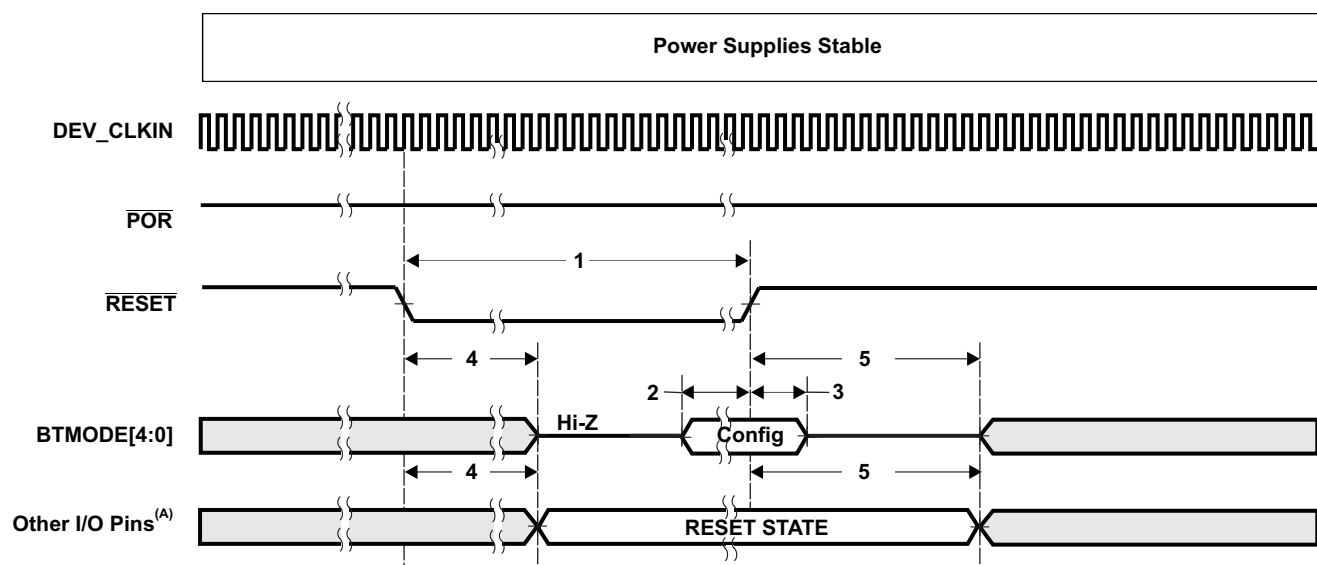 Power Supplies Stable
DEV_CLKIN
POR
1
RESET
4
5
2
3
Hi-Z
BTMODE[4:0]
Config
4
5
Other I/O Pins(A)
RESET STATE